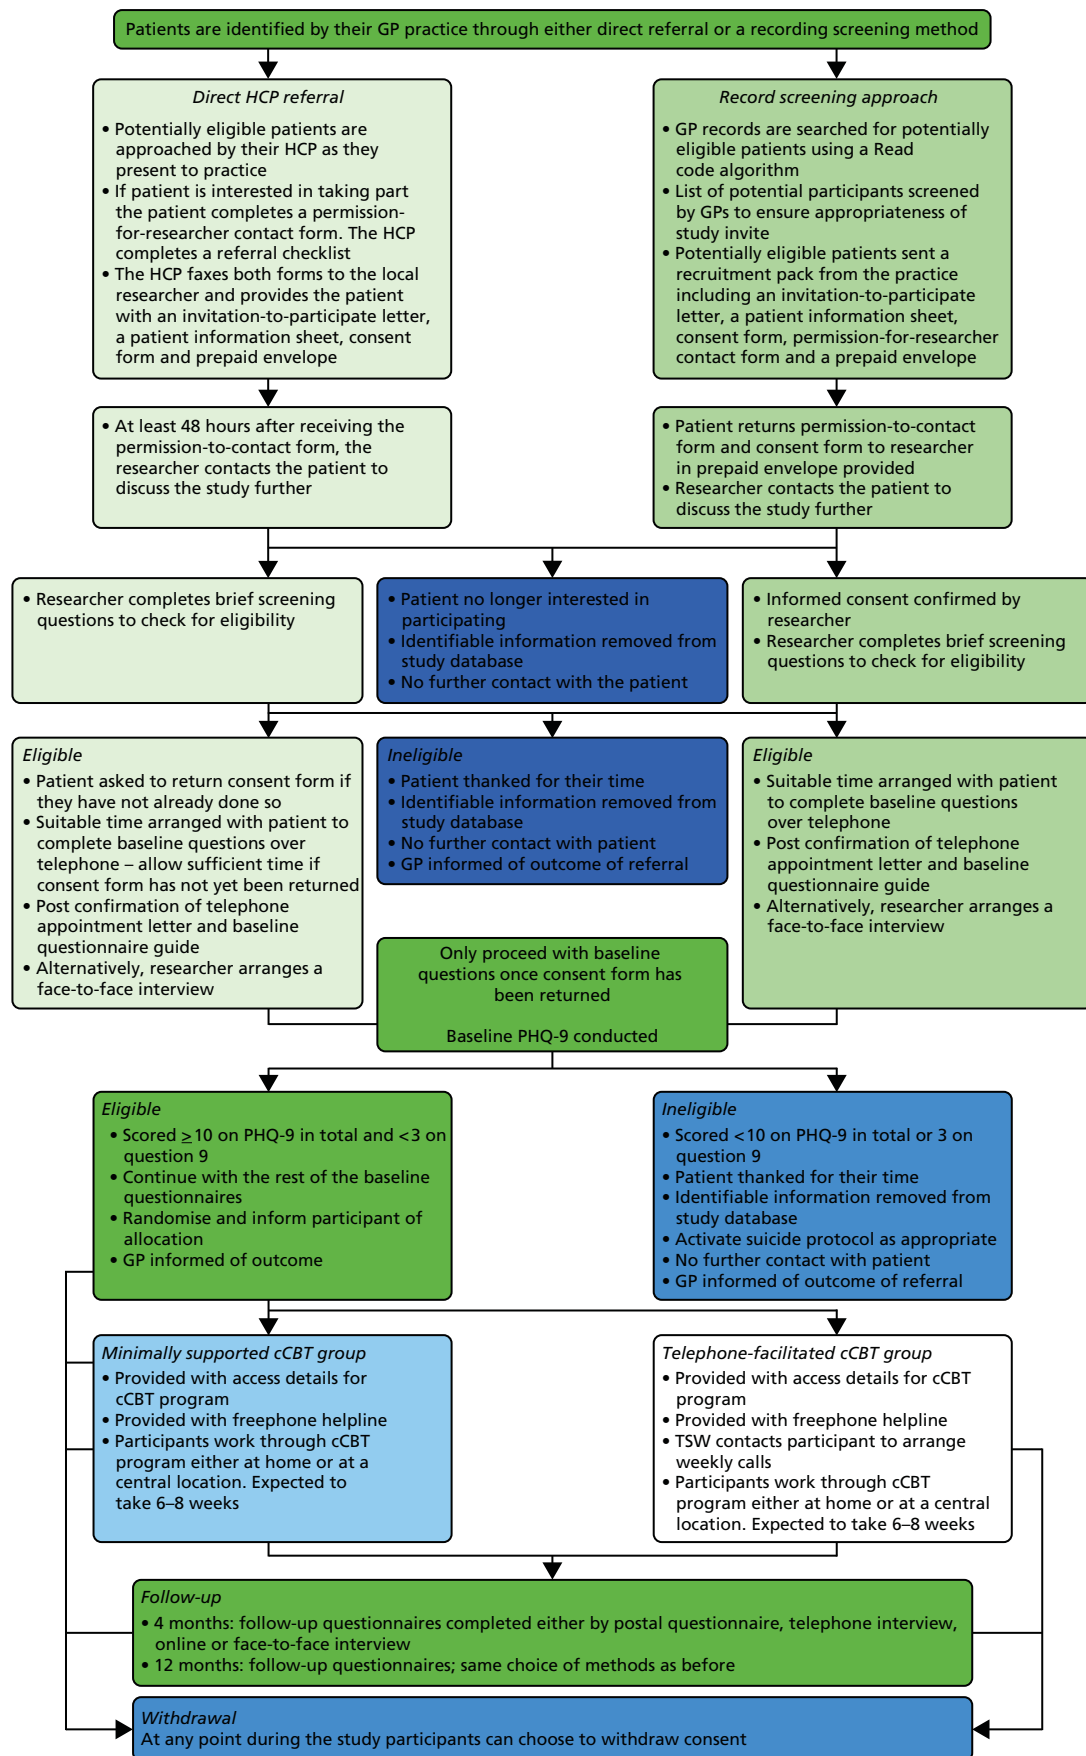 Patients are identified by their GP practice through either direct referral or a recording screening method
Direct HCP referral
• Potentially eligible patients are
approached by their HCP as they
present to practice
• If patient is interested in taking part
the patient completes a permission-
for-researcher contact form. The HCP
completes a referral checklist
• The HCP faxes both forms to the local
researcher and provides the patient
with an invitation-to-participate letter,
a patient information sheet, consent
form and prepaid envelope
Record screening approach
• GP records are searched for potentially
eligible patients using a Read
code algorithm
• List of potential participants screened
by GPs to ensure appropriateness of
study invite
• Potentially eligible patients sent a
recruitment pack from the practice
including an invitation-to-participate
letter, a patient information sheet,
consent form, permission-for-researcher
contact form and a prepaid envelope
• At least 48 hours after receiving the
permission-to-contact form, the
researcher contacts the patient to
discuss the study further
• Patient returns permission-to-contact
form and consent form to researcher
in prepaid envelope provided
• Researcher contacts the patient to
discuss the study further
• Researcher completes brief screening
questions to check for eligibility
• Patient no longer interested in
participating
• Identifiable information removed from
study database
• No further contact with the patient
• Informed consent confirmed by
researcher
• Researcher completes brief screening
questions to check for eligibility
Eligible
• Patient asked to return consent form if
they have not already done so
• Suitable time arranged with patient to
complete baseline questions over
telephone – allow sufficient time if
consent form has not yet been returned
• Post confirmation of telephone
appointment letter and baseline
questionnaire guide
• Alternatively, researcher arranges a
face-to-face interview
Ineligible
• Patient thanked for their time
• Identifiable information removed from
study database
• No further contact with patient
• GP informed of outcome of referral
Eligible
• Suitable time arranged with patient
to complete baseline questions
over telephone
• Post confirmation of telephone
appointment letter and baseline
questionnaire guide
• Alternatively, researcher arranges a
face-to-face interview
Only proceed with baseline
questions once consent form has
been returned
Baseline PHQ-9 conducted
Eligible
• Scored ≥10 on PHQ-9 in total and <3 on
question 9
• Continue with the rest of the baseline
questionnaires
• Randomise and inform participant of
allocation
• GP informed of outcome
Ineligible
• Scored <10 on PHQ-9 in total or 3 on
question 9
• Patient thanked for their time
• Identifiable information removed from
study database
• Activate suicide protocol as appropriate
• No further contact with patient
• GP informed of outcome of referral
Minimally supported cCBT group
• Provided with access details for
cCBT program
• Provided with freephone helpline
• Participants work through cCBT
program either at home or at a
central location. Expected to
take 6–8 weeks
Telephone-facilitated cCBT group
• Provided with access details for cCBT
program
• Provided with freephone helpline
• TSW contacts participant to arrange
weekly calls
• Participants work through cCBT
program either at home or at a central
location. Expected to take 6–8 weeks
Follow-up
• 4 months: follow-up questionnaires completed either by postal questionnaire, telephone interview,
online or face-to-face interview
• 12 months: follow-up questionnaires; same choice of methods as before
Withdrawal
At any point during the study participants can choose to withdraw consent